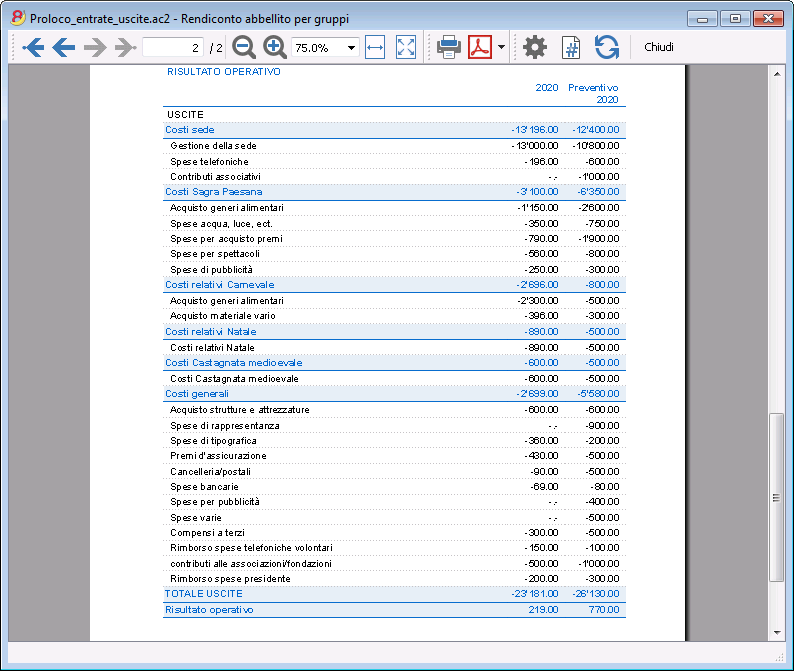 Proloco_entrate_uscite.ac2 - Rendiconto abbellito per gruppi
2 / 2 75.0% Chiudi
RISULTATO OPERATIVO
2020 Preventivo
2020
USCITE
Costi sede -13'196.00 -12'400.00
Gestione della sede -13'000.00 -10'800.00
Spese telefoniche -196.00 -600.00
Contributi associativi -.- -1'000.00
Costi Sagra Paesana -3'100.00 -6'350.00
Acquisto generi alimentari -1'150.00 -2'600.00
Spese acqua, luce, ect. -350.00 -750.00
Spese per acquisto premi -790.00 -1'900.00
Spese per spettacoli -560.00 -800.00
Spese di pubblicità -250.00 -300.00
Costi relativi Carnevale -2'696.00 -800.00
Acquisto generi alimentari -2'300.00 -500.00
Acquisto materiale vario -396.00 -300.00
Costi relativi Natale -890.00 -500.00
Costi relativi Natale -890.00 -500.00
Costi Castagnata medioevale -600.00 -500.00
Costi Castagnata medioevale -600.00 -500.00
Costi generali -2'699.00 -5'580.00
Acquisto strutture e attrezzature -600.00 -600.00
Spese di rappresentanza -.- -900.00
Spese di tipografica -360.00 -200.00
Premi d'assicurazione -430.00 -500.00
Cancelleria/postali -90.00 -500.00
Spese bancarie -69.00 -80.00
Spese per pubblicità -.- -400.00
Spese varie -.- -500.00
Compensi a terzi -300.00 -500.00
Rimborso spese telefoniche volontari -150.00 -100.00
contributi alle associazioni/fondazioni -500.00 -1'000.00
Rimborso spese presidente -200.00 -300.00
TOTALE USCITE -23'181.00 -26'130.00
Risultato operativo 219.00 770.00